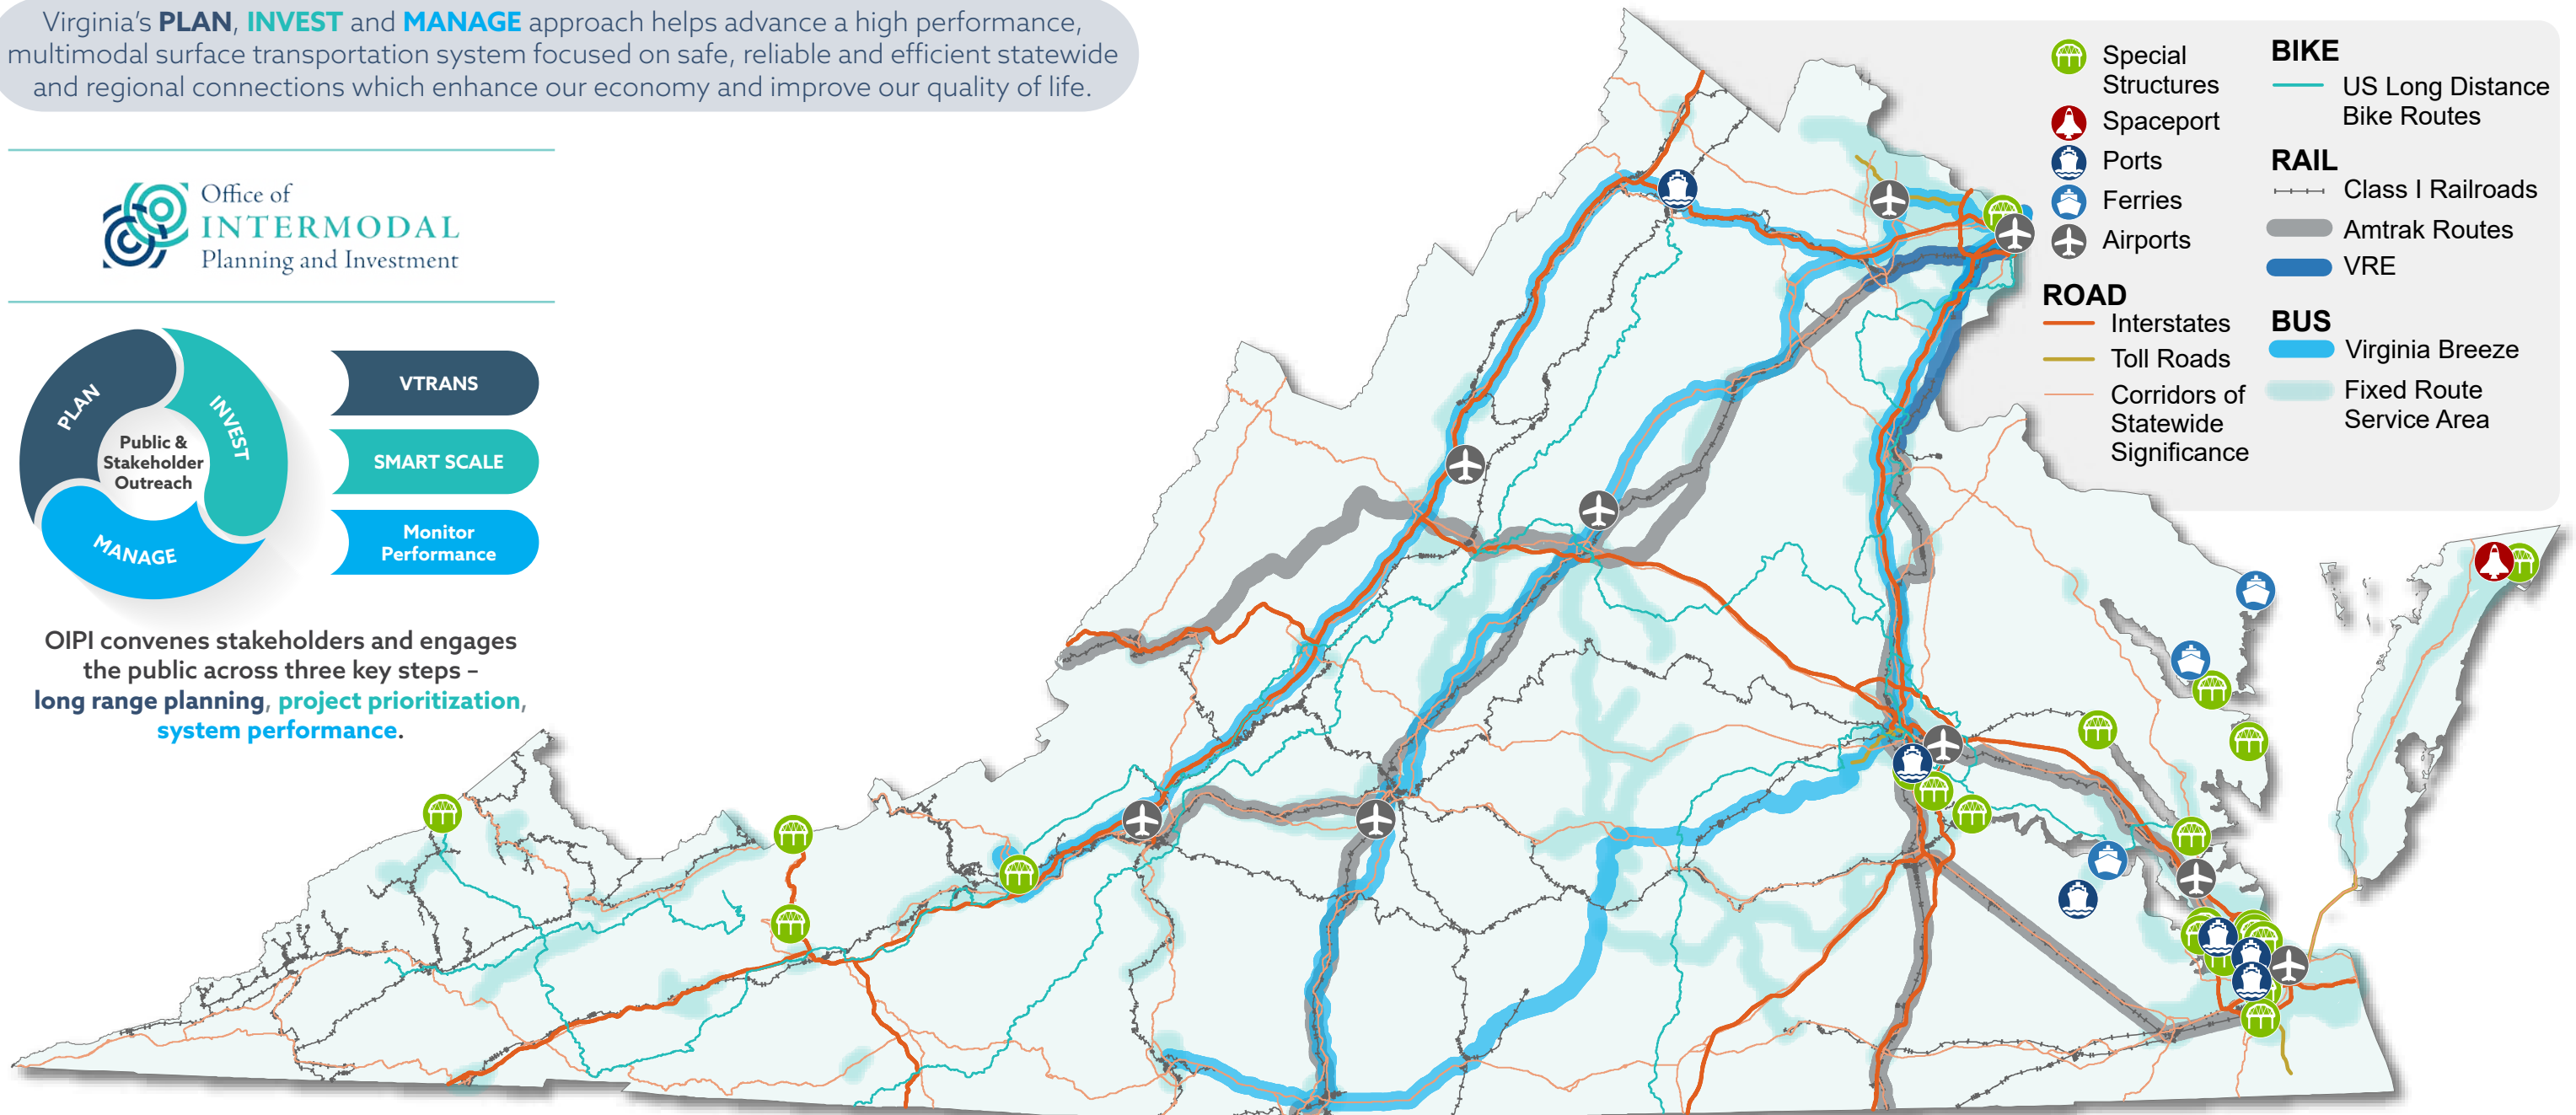 Virginia's PLAN, INVEST and MANAGE approach helps advance a high performance,
multimodal surface transportation system focused on safe, reliable and efficient statewide
and regional connections which enhance our economy and improve our quality of life.
Office of
INTERMODAL
Planning and Investment
PLAN
INVEST
MANAGE
Public &
Stakeholder
Outreach
VTRANS
SMART SCALE
Monitor
Performance
OIPI convenes stakeholders and engages
the public across three key steps –
long range planning, project prioritization,
system performance.
Special
Structures
Spaceport
Ports
Ferries
Airports
ROAD
Interstates
Toll Roads
Corridors of
Statewide
Significance
BIKE
US Long Distance
Bike Routes
RAIL
Class I Railroads
Amtrak Routes
VRE
BUS
Virginia Breeze
Fixed Route
Service Area